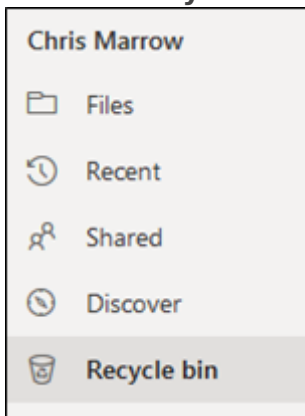 Chris Marrow
Files
Recent
Shared
Discover
Recycle bin